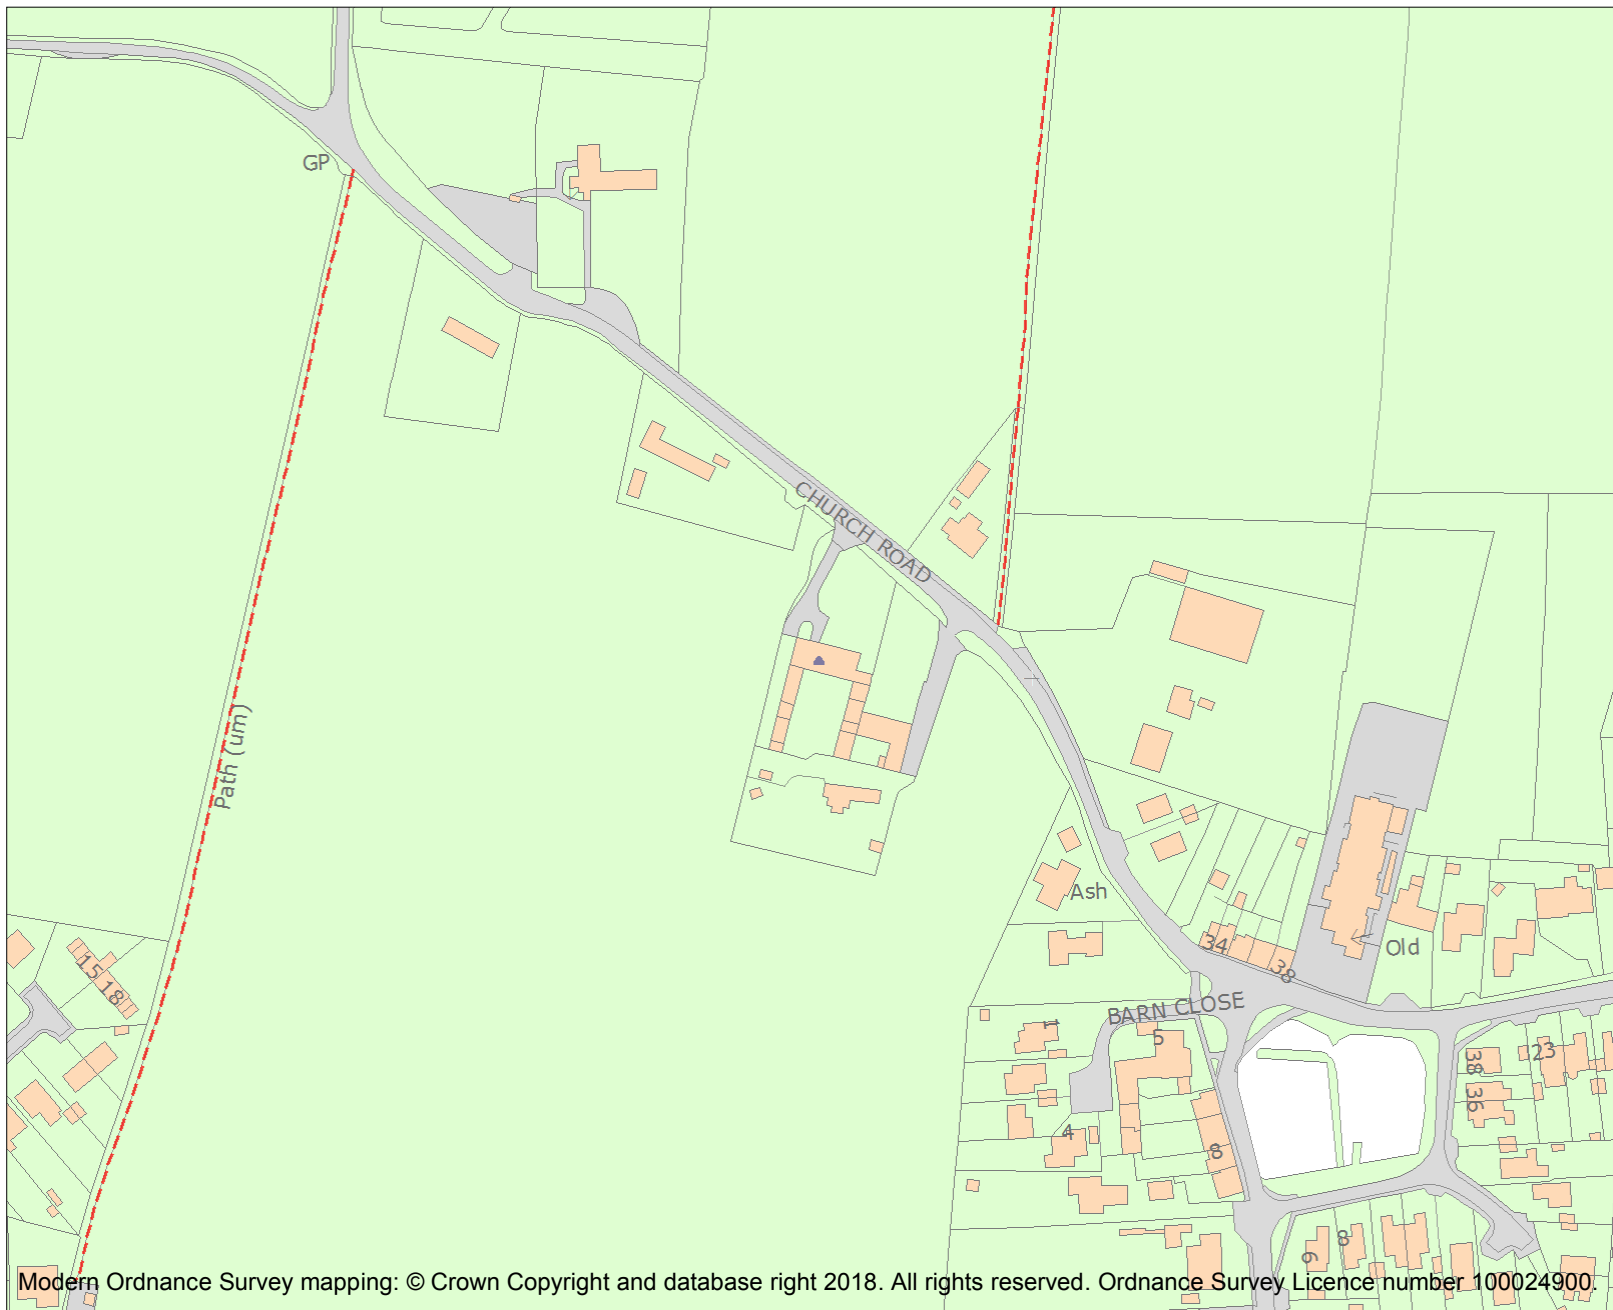 GP
CHURCH ROAD
Path (um)
Ash
34
38
Old
15
18
BARN CLOSE
1
5
23
38
36
4
8
8
6
Modern Ordnance Survey mapping: © Crown Copyright and database right 2018. All rights reserved. Ordnance Survey Licence number 100024900.